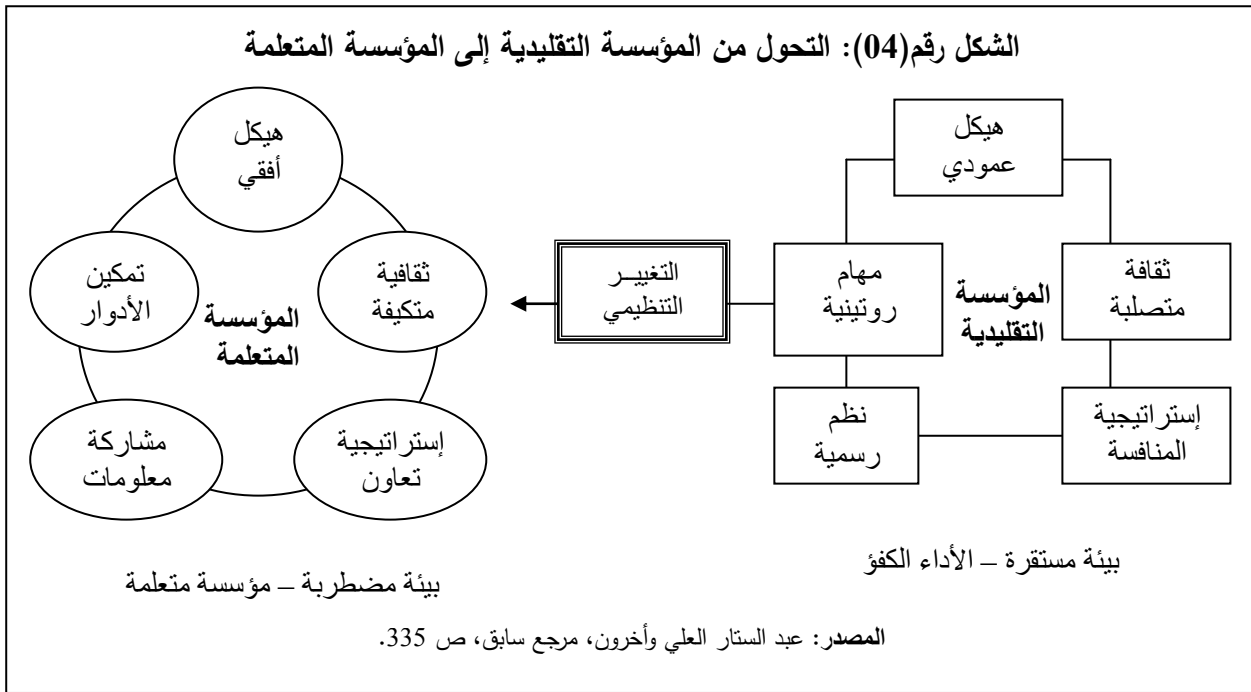 الشكل رقم(04): التحول من المؤسسة التقليدية إلى المؤسسة المتعلمة
هيكل
عمودي
ثقافة
متصلبة
المؤسسة
التقليدية
مهام
روتينية
إستراتيجية
المنافسة
نظم
رسمية
بيئة مستقرة – الأداء الكفؤ
التغييـر
التنظيمي
هيكل
أفقي
ثقافية
متكيفة
المؤسسة
المتعلمة
تمكين
الأدوار
إستراتيجية
تعاون
مشاركة
معلومات
بيئة مضطربة – مؤسسة متعلمة
المصدر: عبد الستار العلي وأخرون، مرجع سابق، ص 335.